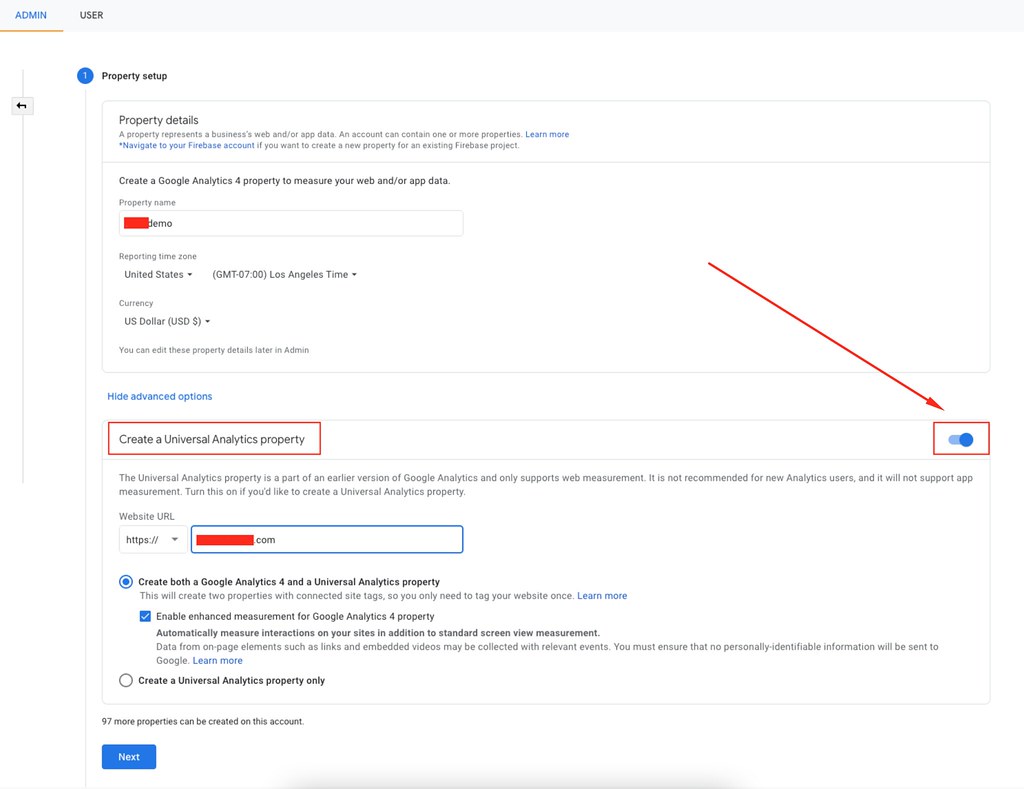 ADMIN USER
1 Property setup
Property details
A property represents a business's web and/or app data. An account can contain one or more properties. Learn more
*Navigate to your Firebase account if you want to create a new property for an existing Firebase project.
Create a Google Analytics 4 property to measure your web and/or app data.
Property name
demo
Reporting time zone
United States (GMT-07:00) Los Angeles Time
Currency
US Dollar (USD $)
You can edit these property details later in Admin
Hide advanced options
Create a Universal Analytics property
The Universal Analytics property is a part of an earlier version of Google Analytics and only supports web measurement. It is not recommended for new Analytics users, and it will not support app
measurement. Turn this on if you'd like to create a Universal Analytics property.
Website URL
https:// .com
Create both a Google Analytics 4 and a Universal Analytics property
This will create two properties with connected site tags, so you only need to tag your website once. Learn more
Enable enhanced measurement for Google Analytics 4 property
Automatically measure interactions on your sites in addition to standard screen view measurement.
Data from on-page elements such as links and embedded videos may be collected with relevant events. You must ensure that no personally-identifiable information will be sent to
Google. Learn more
Create a Universal Analytics property only
97 more properties can be created on this account.
Next